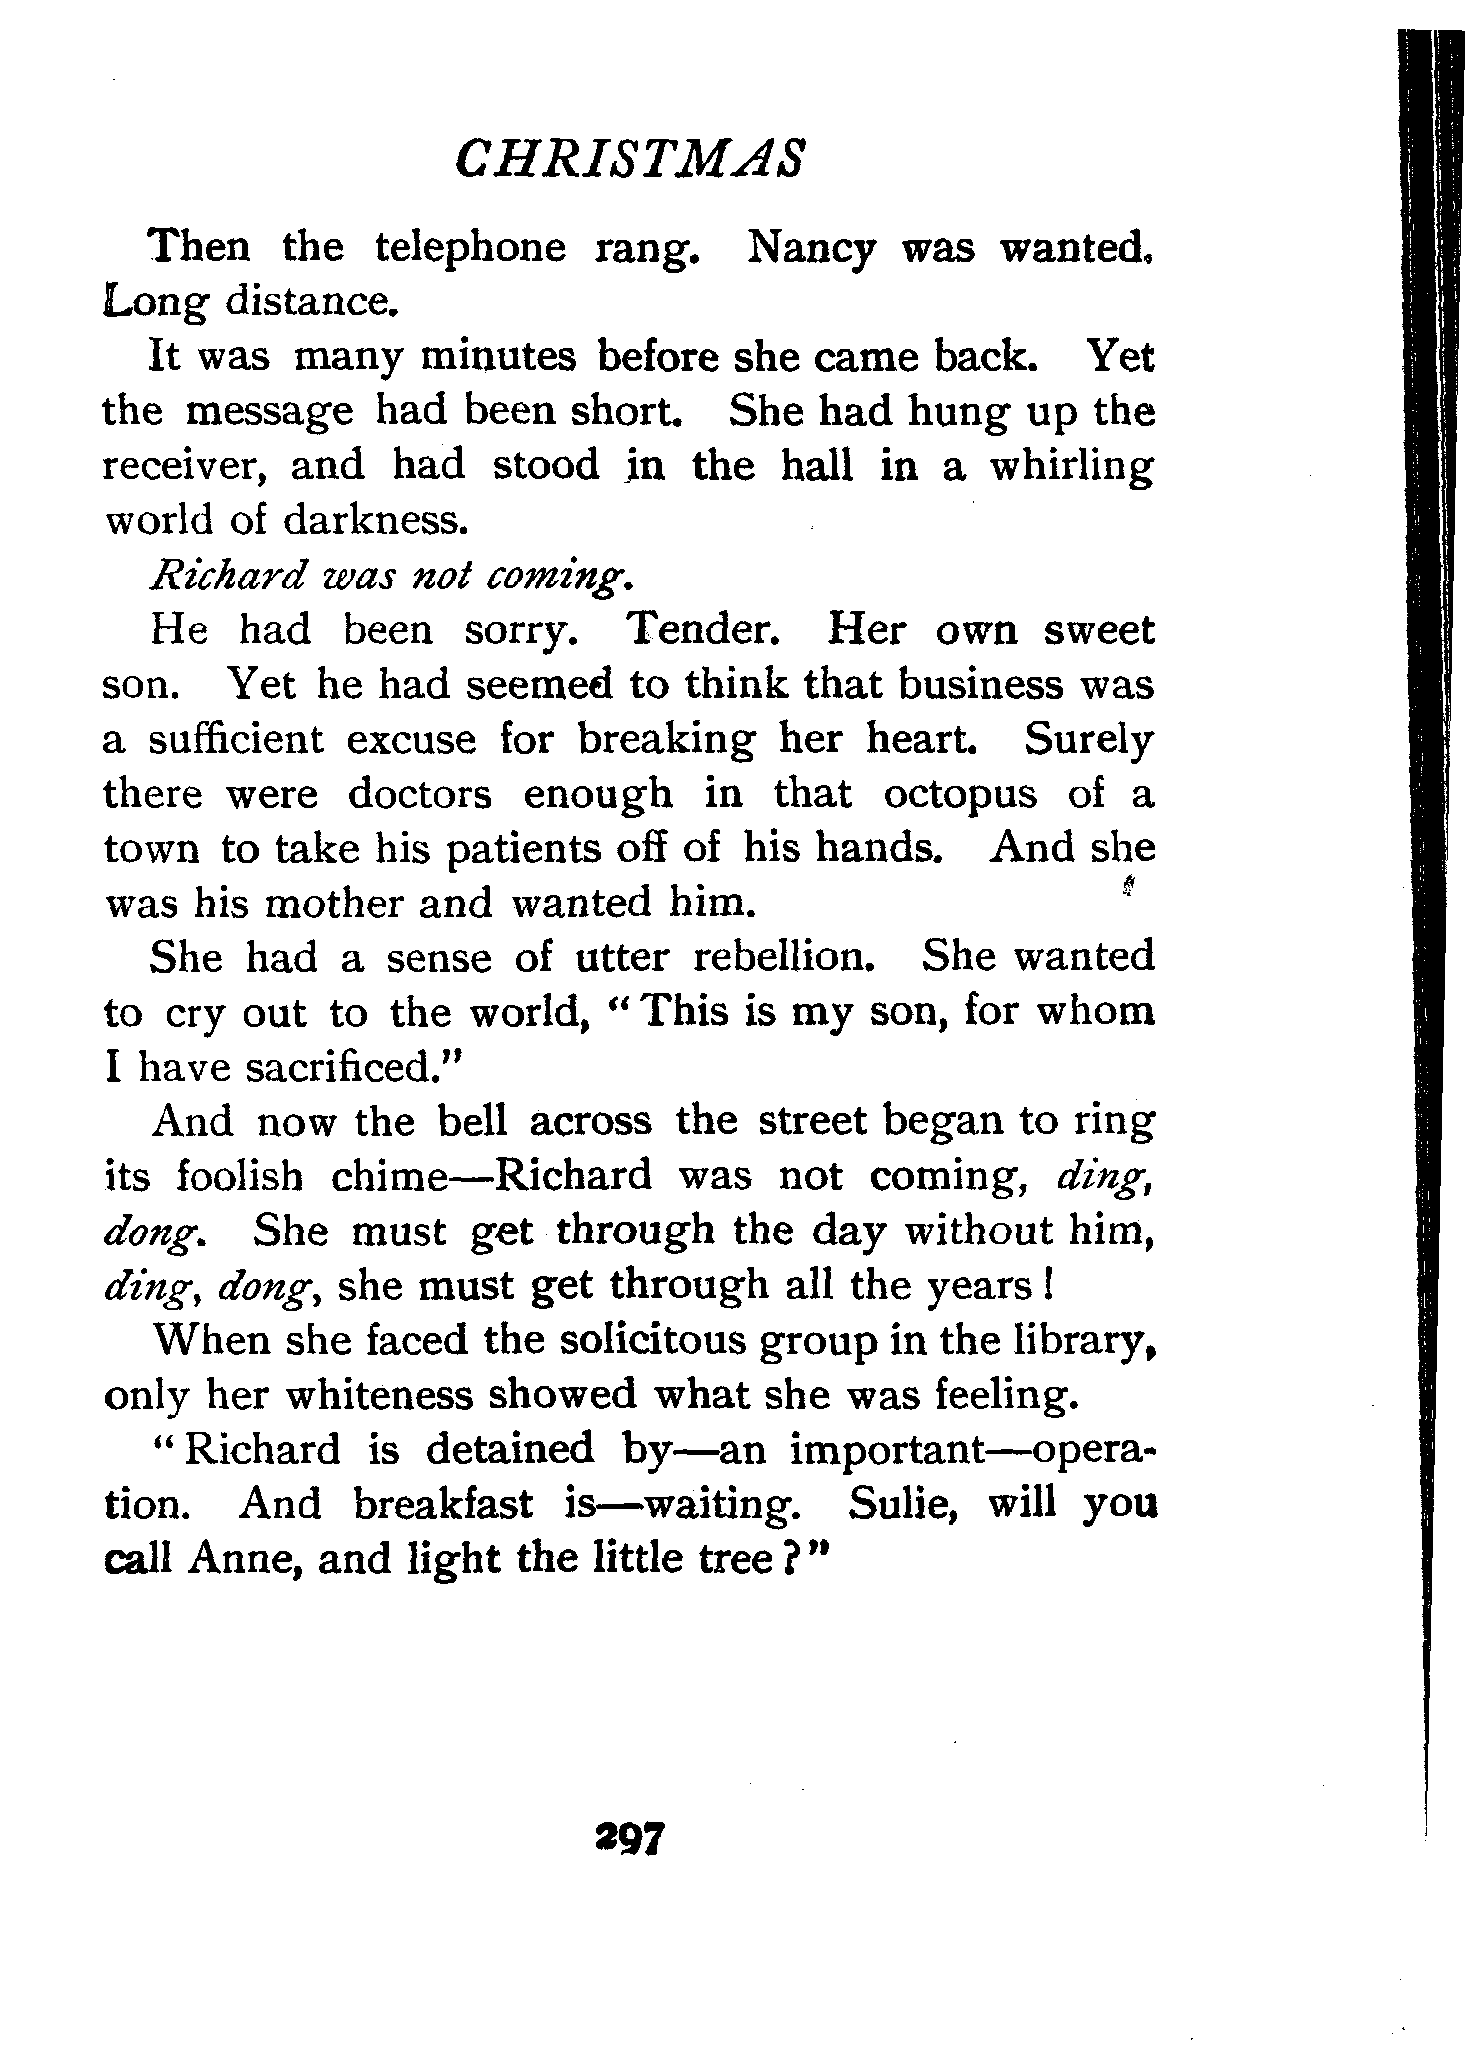 CHRISTMAS
Then the telephone rang. Nancy was wanted.
Long distance.
It was many minutes before she came back. Yet
the message had been short. She had hung up the
receiver, and had stood in the hall in a whirling
world of darkness.
Richard was not coming.
He had been sorry. Tender. Her own sweet
son. Yet he had seemed to think that business was
a sufficient excuse for breaking her heart. Surely
there were doctors enough in that octopus of a
town to take his patients off of his hands. And she
was his mother and wanted him.
She had a sense of utter rebellion. She wanted
to cry out to the world, "This is my son, for whom
I have sacrificed."
And now the bell across the street began to ring
its foolish chime—Richard was not coming, ding,
dong. She must get through the day without him,
ding, dong, she must get through all the years!
When she faced the solicitous group in the library,
only her whiteness showed what she was feeling.
"Richard is detained by—an important—opera-
tion. And breakfast is—waiting. Sulie, will you
call Anne, and light the little tree?"
297